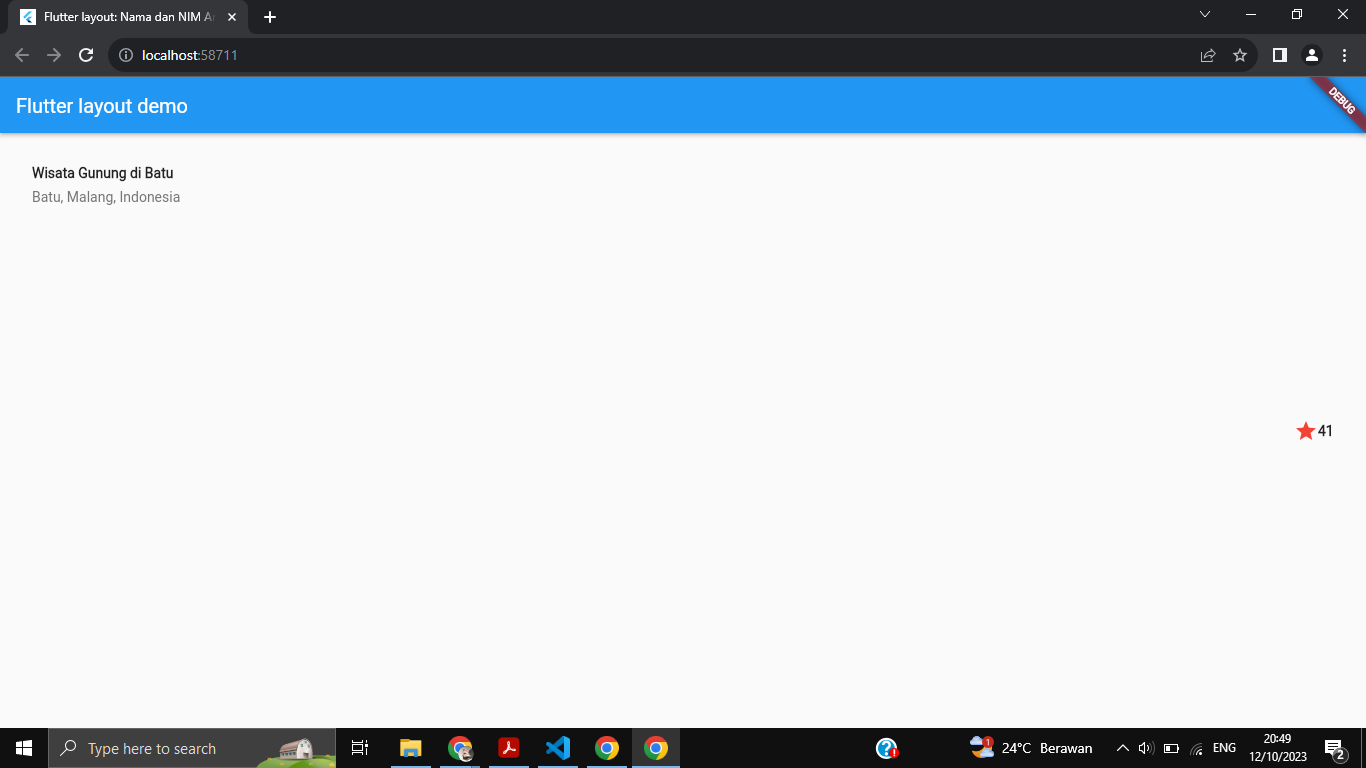 Flutter layout: Nama dan NIM A
localhost:58711
Flutter layout demo
DEBUG
Wisata Gunung di Batu
Batu, Malang, Indonesia
41
Type here to search
1
24°C Berawan
ENG
20:49
12/10/2023
2